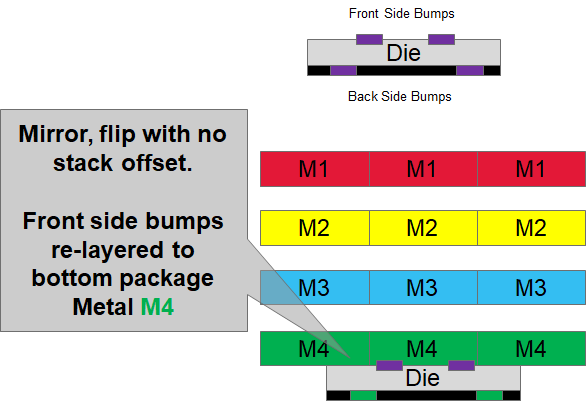 Front Side Bumps
Die
Back Side Bumps
Mirror, flip with no
stack offset.
Front side bumps
re-layered to
bottom package
Metal M4
M1 M1 M1
M2 M2 M2
M3 M3 M3
M4 M4 M4
Die